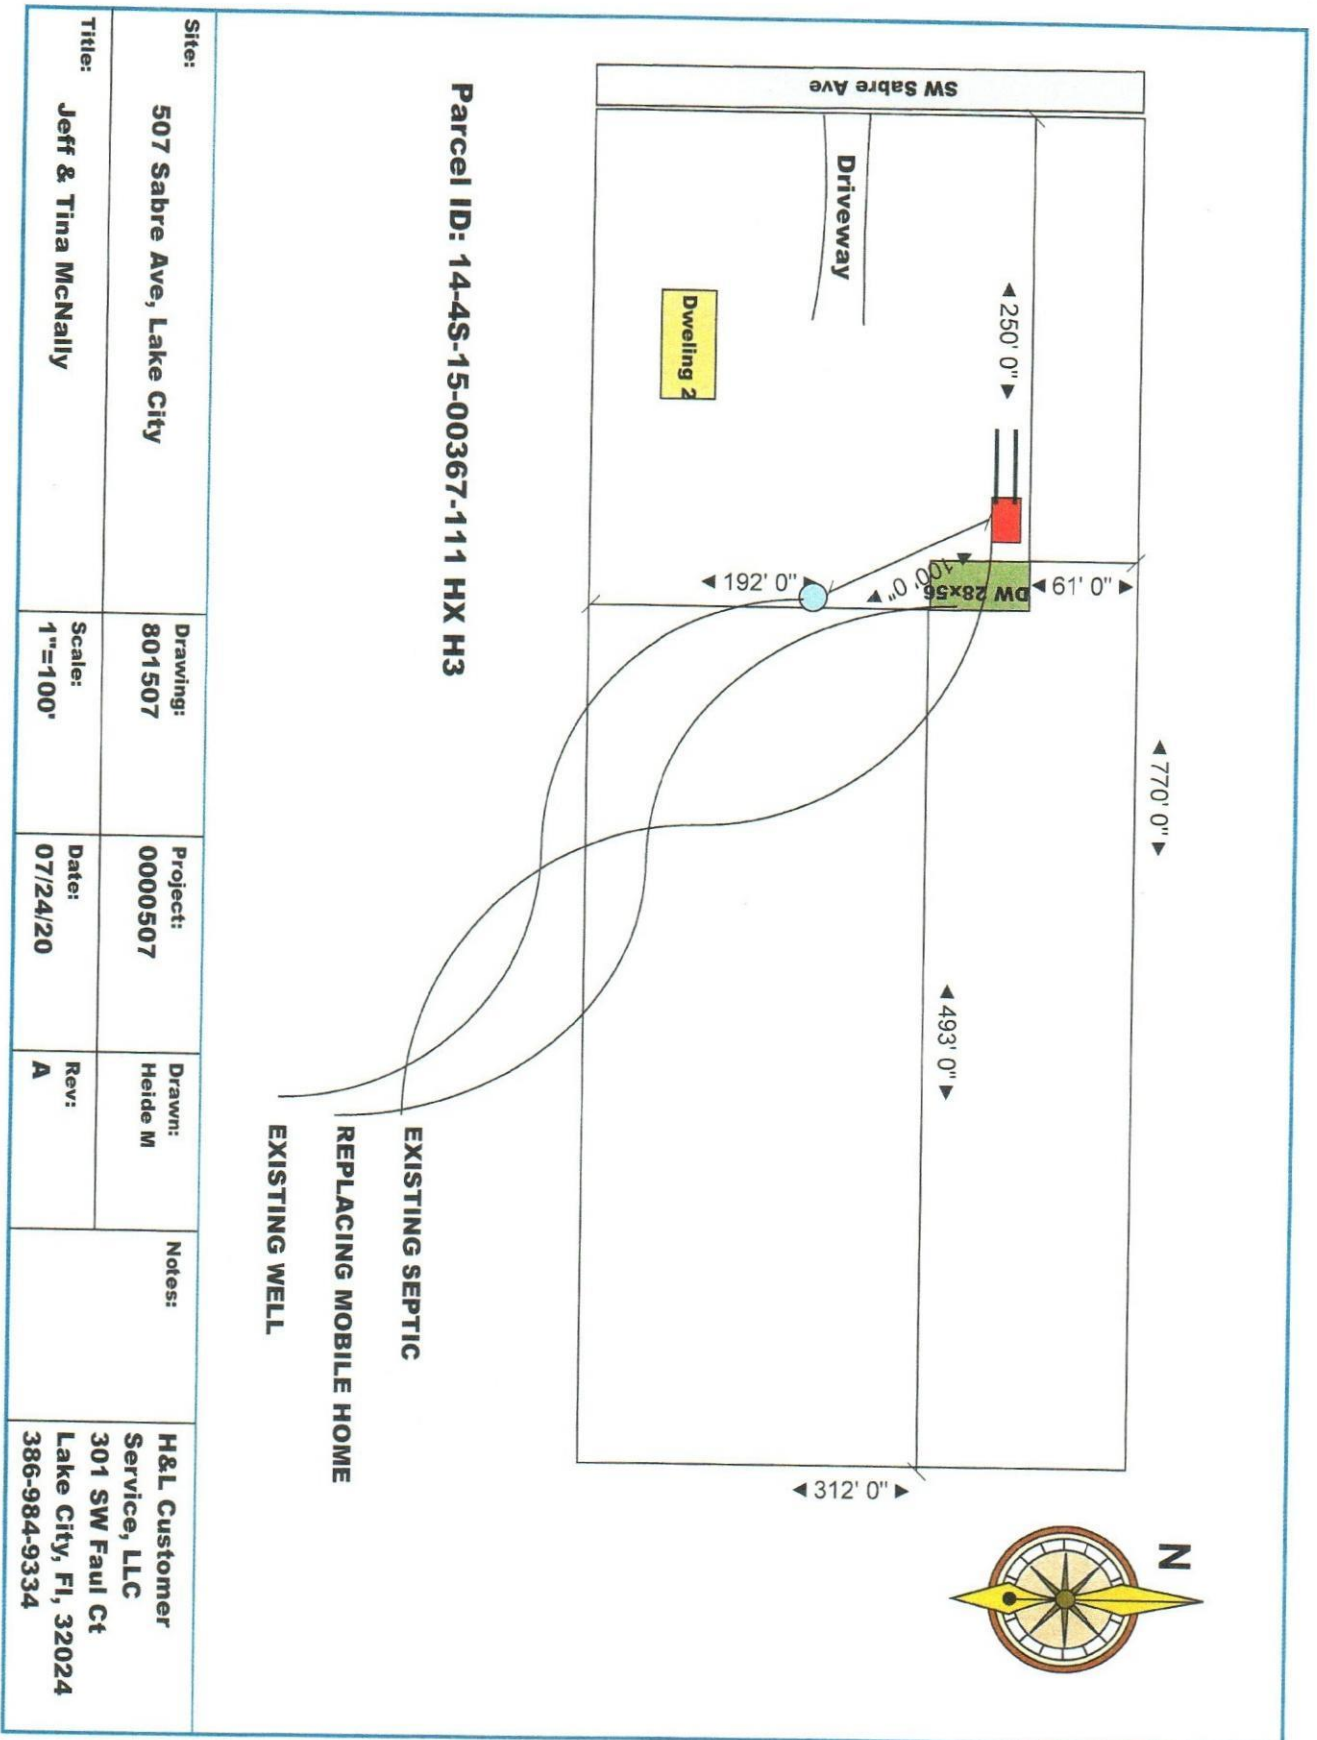 SW Sabre Ave
Driveway
Dweling 2
◄ 250' 0" ►
◄ 192' 0" ►
◄ 100' 0" ►
DW 28x56
◄ 61' 0" ►
◄ 770' 0" ►
◄ 493' 0" ►
◄ 312' 0" ►
N
Parcel ID: 14-4S-15-00367-111 HX H3
EXISTING SEPTIC
REPLACING MOBILE HOME
EXISTING WELL
Site:
507 Sabre Ave, Lake City
Title:
Jeff & Tina McNally
Drawing:
801507
Scale:
1"=100'
Project:
0000507
Date:
07/24/20
Drawn:
Heide M
Rev:
A
Notes:
H&L Customer
Service, LLC
301 SW Faul Ct
Lake City, Fl, 32024
386-984-9334